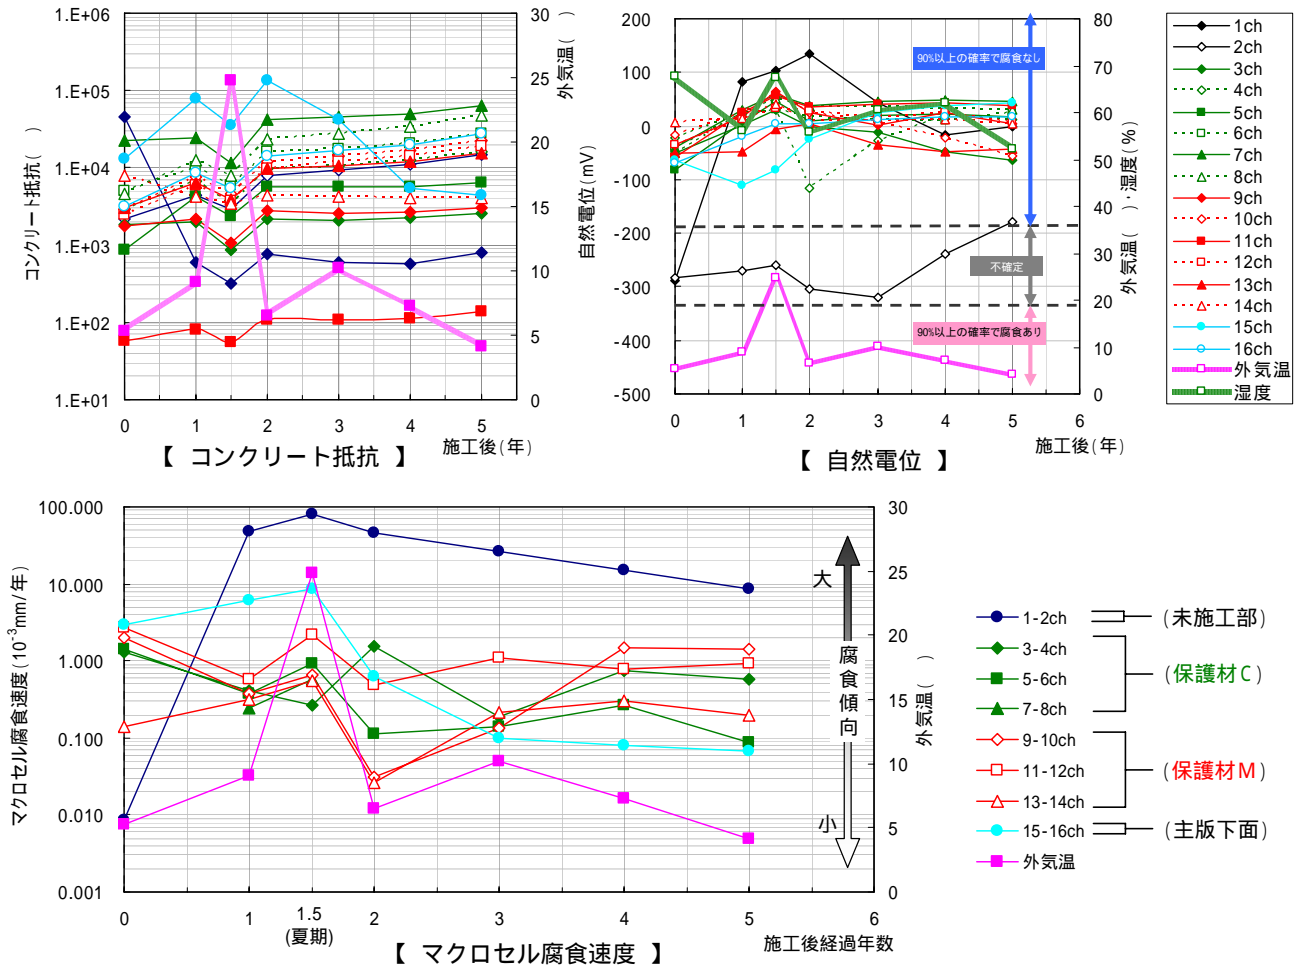 1.E+06
1.E+05
1.E+04
1.E+03
1.E+02
1.E+01
コンクリート抵抗(　)
30
25
20
15
10
5
0
外気温(　)
0 1 2 3 4 5
施工後(年)
【 コンクリート抵抗 】
200
100
0
-100
-200
-300
-400
-500
自然電位(mV)
80
70
60
50
40
30
20
10
0
外気温(　)・湿度(%)
90%以上の確率で腐食なし
不確定
90%以上の確率で腐食あり
0 1 2 3 4 5 6
施工後(年)
【 自然電位 】
1ch
2ch
3ch
4ch
5ch
6ch
7ch
8ch
9ch
10ch
11ch
12ch
13ch
14ch
15ch
16ch
外気温
湿度
100.000
10.000
1.000
0.100
0.010
0.001
マクロセル腐食速度(10⁻³mm/年)
30
25
20
15
10
5
0
外気温(　)
大
腐食傾向
小
0 1 1.5 2 3 4 5 6
(夏期)
施工後経過年数
【 マクロセル腐食速度 】
1-2ch (未施工部)
3-4ch
5-6ch (保護材C)
7-8ch
9-10ch
11-12ch (保護材M)
13-14ch
15-16ch (主版下面)
外気温